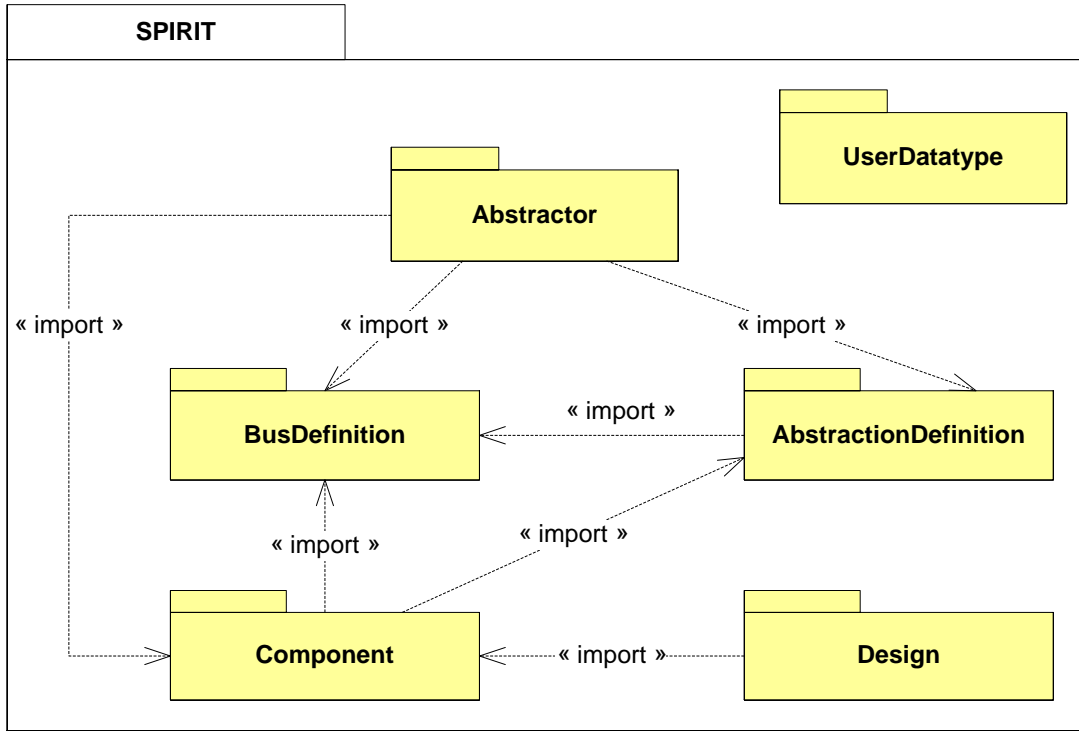 SPIRIT
UserDatatype
Abstractor
« import »
« import »
« import »
BusDefinition
« import »
AbstractionDefinition
« import »
« import »
Component
« import »
Design